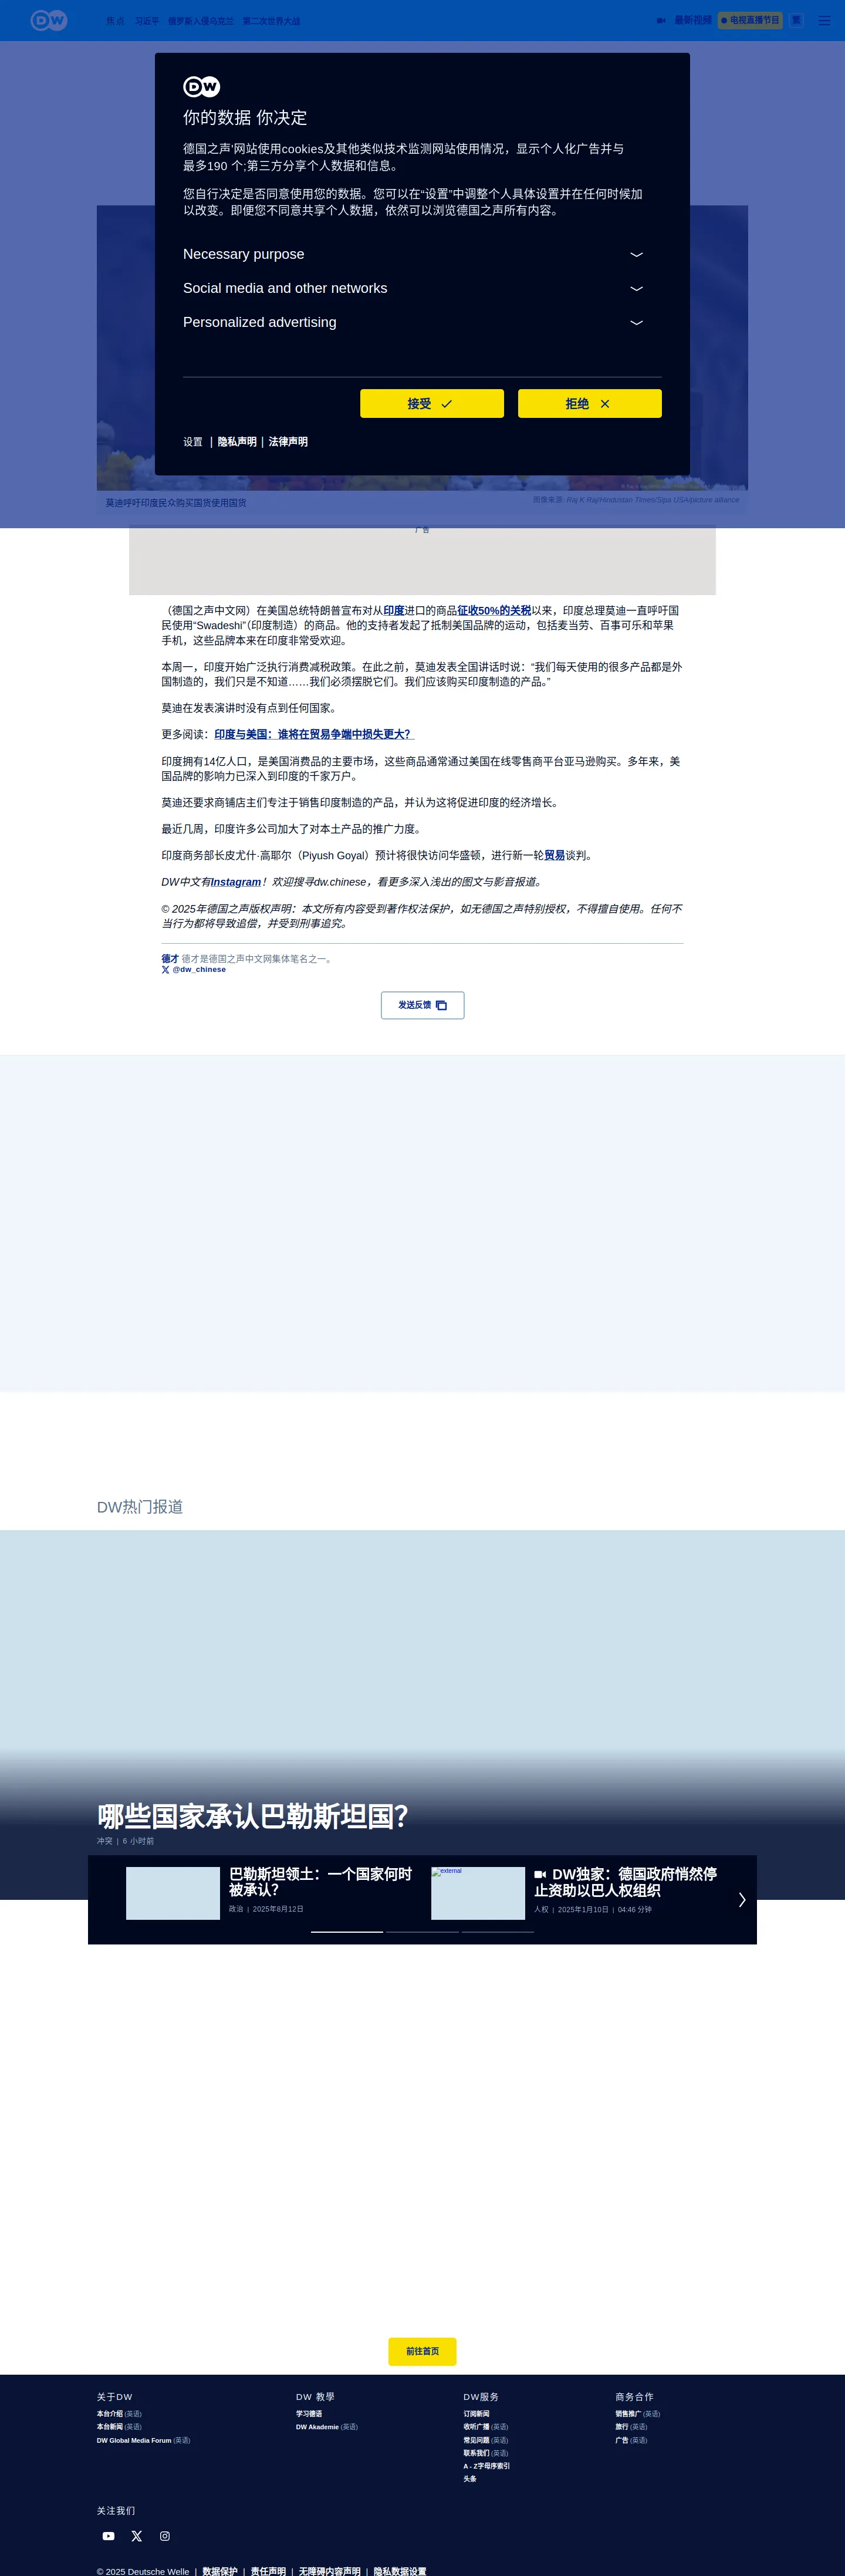 DW
焦点 习近平 俄罗斯入侵乌克兰 第二次世界大战
最新视频 电视直播节目 繁
DW
你的数据 你决定
德国之声'网站使用cookies及其他类似技术监测网站使用情况，显示个人化广告并与
最多190 个;第三方分享个人数据和信息。
您自行决定是否同意使用您的数据。您可以在“设置”中调整个人具体设置并在任何时候加
以改变。即便您不同意共享个人数据，依然可以浏览德国之声所有内容。
Necessary purpose
Social media and other networks
Personalized advertising
接受 拒绝
设置 | 隐私声明 | 法律声明
莫迪呼吁印度民众购买国货使用国货
图像来源: Raj K Raj/Hindustan Times/Sipa USA/picture alliance
广告
（德国之声中文网）在美国总统特朗普宣布对从印度进口的商品征收50%的关税以来，印度总理莫迪一直呼吁国
民使用“Swadeshi”（印度制造）的商品。他的支持者发起了抵制美国品牌的运动，包括麦当劳、百事可乐和苹果
手机，这些品牌本来在印度非常受欢迎。
本周一，印度开始广泛执行消费减税政策。在此之前，莫迪发表全国讲话时说：“我们每天使用的很多产品都是外
国制造的，我们只是不知道……我们必须摆脱它们。我们应该购买印度制造的产品。”
莫迪在发表演讲时没有点到任何国家。
更多阅读：印度与美国：谁将在贸易争端中损失更大？
印度拥有14亿人口，是美国消费品的主要市场，这些商品通常通过美国在线零售商平台亚马逊购买。多年来，美
国品牌的影响力已深入到印度的千家万户。
莫迪还要求商铺店主们专注于销售印度制造的产品，并认为这将促进印度的经济增长。
最近几周，印度许多公司加大了对本土产品的推广力度。
印度商务部长皮尤什·高耶尔（Piyush Goyal）预计将很快访问华盛顿，进行新一轮贸易谈判。
DW中文有Instagram！欢迎搜寻dw.chinese，看更多深入浅出的图文与影音报道。
© 2025年德国之声版权声明：本文所有内容受到著作权法保护，如无德国之声特别授权，不得擅自使用。任何不
当行为都将导致追偿，并受到刑事追究。
德才 德才是德国之声中文网集体笔名之一。
@dw_chinese
发送反馈
DW热门报道
哪些国家承认巴勒斯坦国？
冲突 | 6 小时前
巴勒斯坦领土：一个国家何时
被承认？
政治 | 2025年8月12日
external
DW独家：德国政府悄然停
止资助以巴人权组织
人权 | 2025年1月10日 | 04:46 分钟
前往首页
关于DW
本台介绍 (英语)
本台新闻 (英语)
DW Global Media Forum (英语)
DW 教學
学习德语
DW Akademie (英语)
DW服务
订阅新闻
收听广播 (英语)
常见问题 (英语)
联系我们 (英语)
A - Z字母序索引
头条
商务合作
销售推广 (英语)
旅行 (英语)
广告 (英语)
关注我们
© 2025 Deutsche Welle | 数据保护 | 责任声明 | 无障碍内容声明 | 隐私数据设置